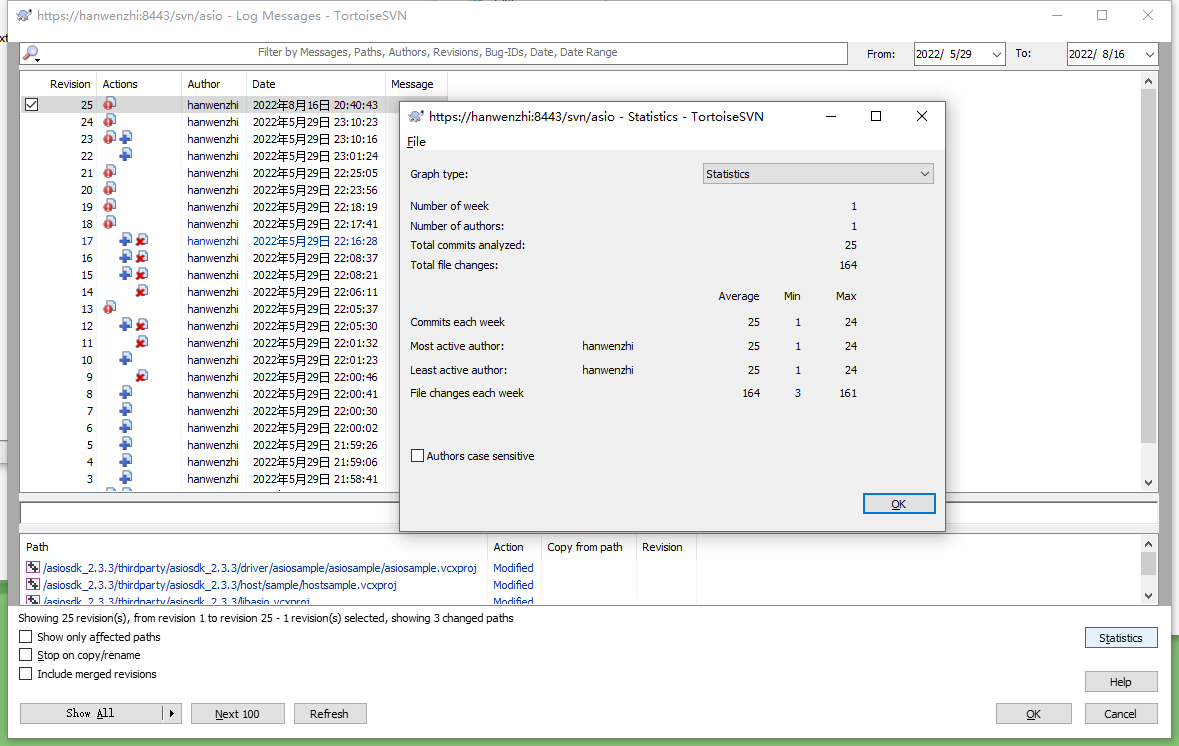 https://hanwenzhi:8443/svn/asio - Log Messages - TortoiseSVN
Filter by Messages, Paths, Authors, Revisions, Bug-IDs, Date, Date Range
From: 2022/ 5/29 To: 2022/ 8/16
Revision Actions Author Date Message
25 hanwenzhi 2022年8月16日 20:40:43
24 hanwenzhi 2022年5月29日 23:10:23
23 hanwenzhi 2022年5月29日 23:10:16
22 hanwenzhi 2022年5月29日 23:01:24
21 hanwenzhi 2022年5月29日 22:25:05
20 hanwenzhi 2022年5月29日 22:23:56
19 hanwenzhi 2022年5月29日 22:18:19
18 hanwenzhi 2022年5月29日 22:17:41
17 hanwenzhi 2022年5月29日 22:16:28
16 hanwenzhi 2022年5月29日 22:08:37
15 hanwenzhi 2022年5月29日 22:08:21
14 hanwenzhi 2022年5月29日 22:06:11
13 hanwenzhi 2022年5月29日 22:05:37
12 hanwenzhi 2022年5月29日 22:05:30
11 hanwenzhi 2022年5月29日 22:01:32
10 hanwenzhi 2022年5月29日 22:01:23
9 hanwenzhi 2022年5月29日 22:00:46
8 hanwenzhi 2022年5月29日 22:00:41
7 hanwenzhi 2022年5月29日 22:00:30
6 hanwenzhi 2022年5月29日 22:00:02
5 hanwenzhi 2022年5月29日 21:59:26
4 hanwenzhi 2022年5月29日 21:59:06
3 hanwenzhi 2022年5月29日 21:58:41
https://hanwenzhi:8443/svn/asio - Statistics - TortoiseSVN
File
Graph type: Statistics
Number of week 1
Number of authors: 1
Total commits analyzed: 25
Total file changes: 164
Average Min Max
Commits each week 25 1 24
Most active author: hanwenzhi 25 1 24
Least active author: hanwenzhi 25 1 24
File changes each week 164 3 161
Authors case sensitive
OK
Path Action Copy from path Revision
/asiosdk_2.3.3/thirdparty/asiosdk_2.3.3/driver/asiosample/asiosample/asiosample.vcxproj Modified
/asiosdk_2.3.3/thirdparty/asiosdk_2.3.3/host/sample/hostsample.vcxproj Modified
/asiosdk_2.3.3/thirdparty/asiosdk_2.3.3/libasio.vcxproj Modified
Showing 25 revision(s), from revision 1 to revision 25 - 1 revision(s) selected, showing 3 changed paths
Show only affected paths
Stop on copy/rename
Include merged revisions
Statistics
Help
Show All Next 100 Refresh OK Cancel